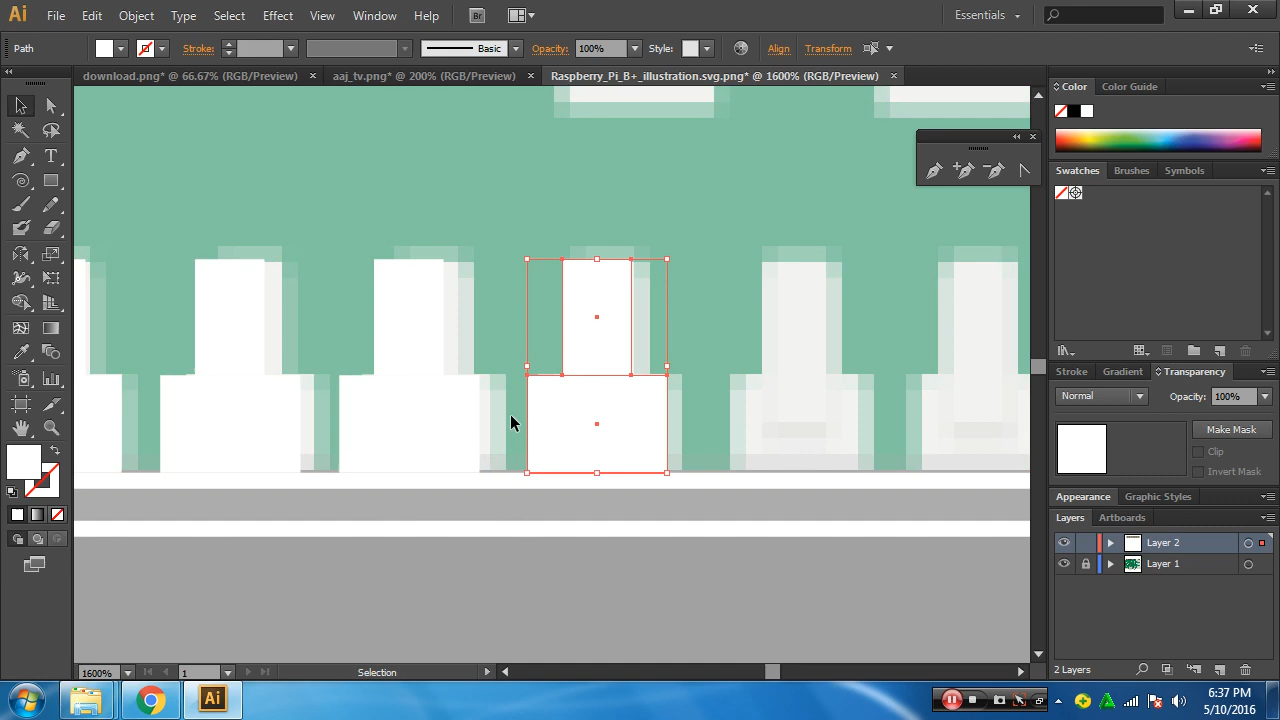 Ai File Edit Object Type Select Effect View Window Help Br Essentials
Path Stroke: Basic Opacity: 100% Style: Align Transform
download.png* @ 66.67% (RGB/Preview) aaj_tv.png* @ 200% (RGB/Preview) Raspberry_Pi_B+_illustration.svg.png* @ 1600% (RGB/Preview)
Color Color Guide
Swatches Brushes Symbols
Stroke Gradient Transparency
Normal Opacity: 100%
Make Mask
Clip
Invert Mask
Appearance Graphic Styles
Layers Artboards
Layer 2
Layer 1
2 Layers
1600% 1 Selection
Ai
6:37 PM
5/10/2016